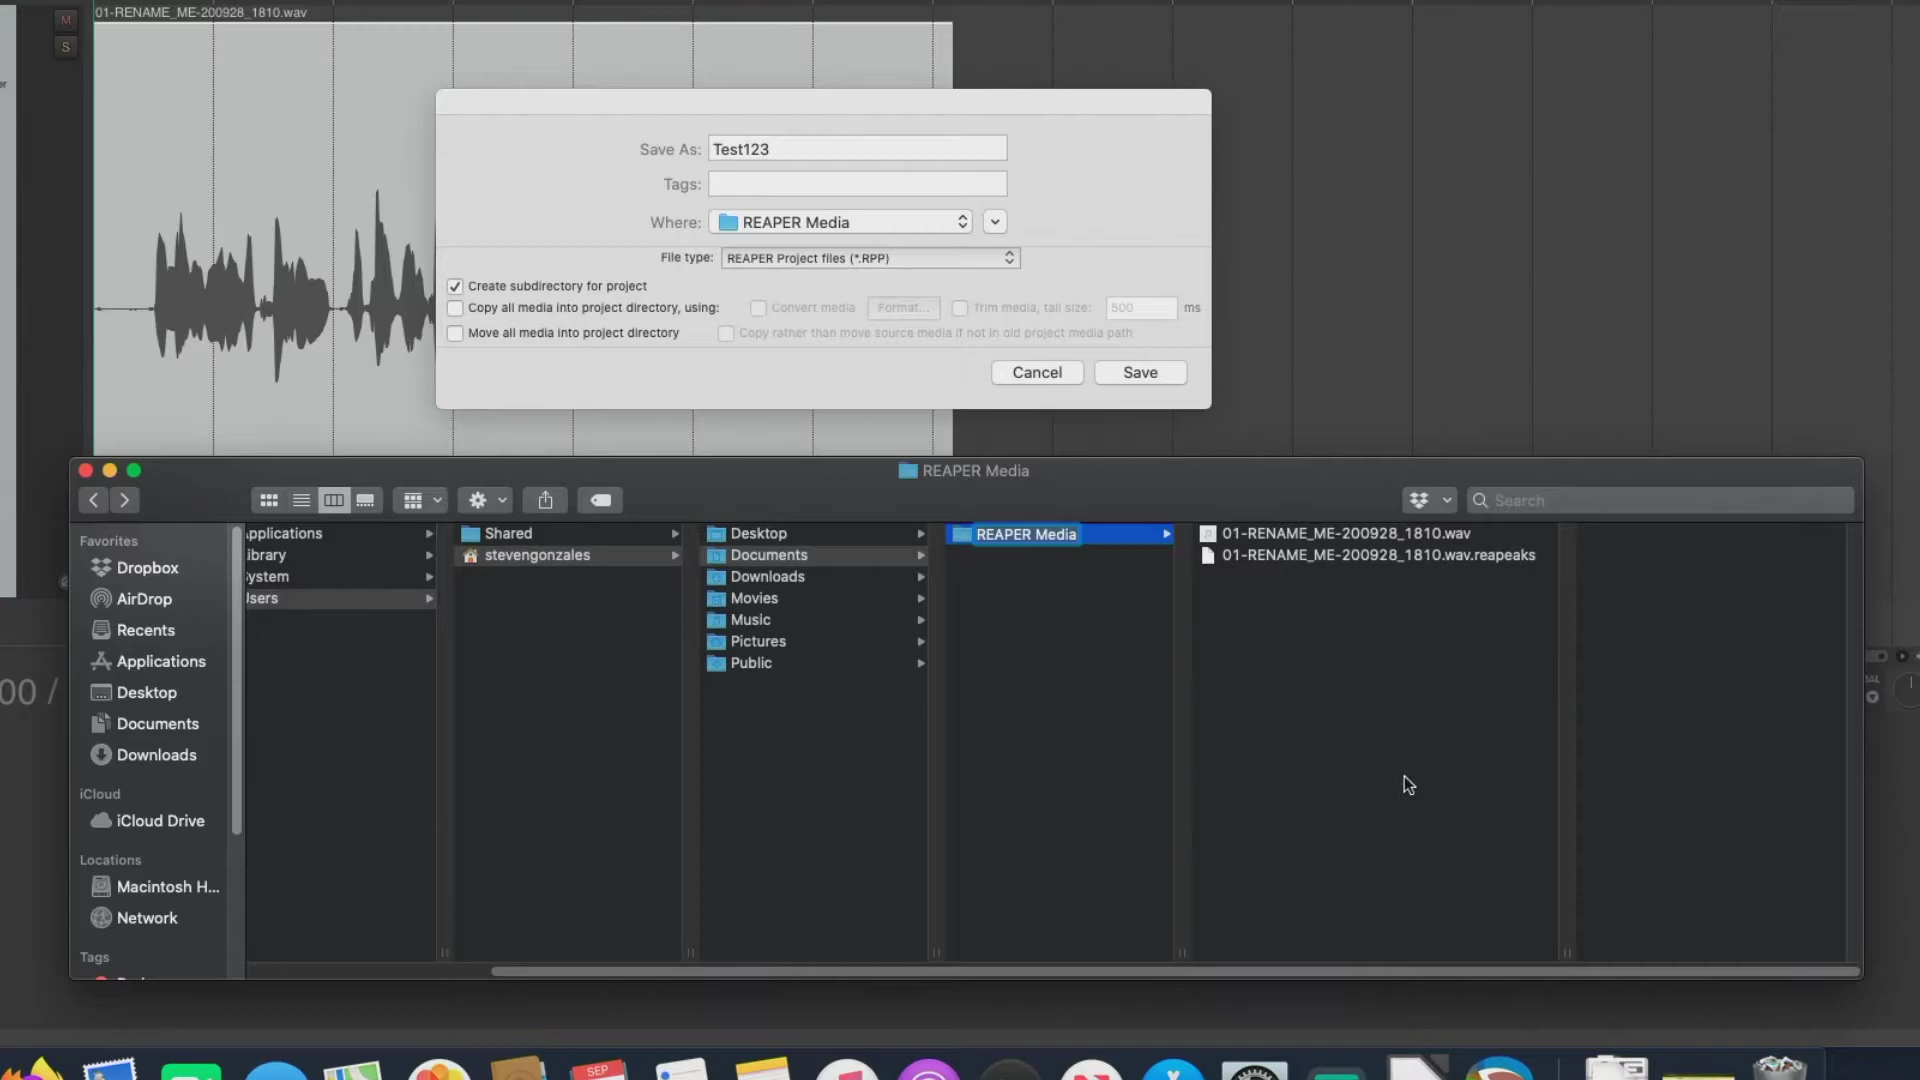 01-RENAME_ME-200928_1810.wav
M
S
Save As: Test123
Tags:
Where: REAPER Media
File type: REAPER Project files (*.RPP)
Create subdirectory for project
Copy all media into project directory, using: Convert media Format... Trim media, tail size: 500 ms
Move all media into project directory Copy rather than move source media if not in old project media path
Cancel Save
REAPER Media
Search
Favorites
Dropbox
AirDrop
Recents
Applications
Desktop
Documents
Downloads
iCloud
iCloud Drive
Locations
Macintosh H...
Network
Tags
pplications
ibrary
ystem
sers
Shared
stevengonzales
Desktop
Documents
Downloads
Movies
Music
Pictures
Public
REAPER Media
01-RENAME_ME-200928_1810.wav
01-RENAME_ME-200928_1810.wav.reapeaks
00 /
SEP